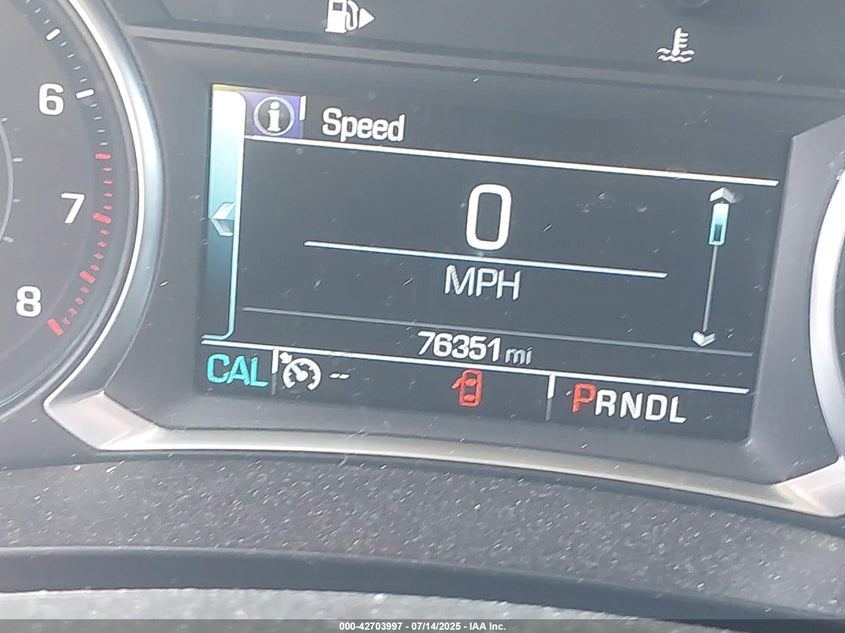 6
7
8
i Speed
0
MPH
76351 mi
CAL -- PRNDL
000-42703997 - 07/14/2025 - IAA Inc.